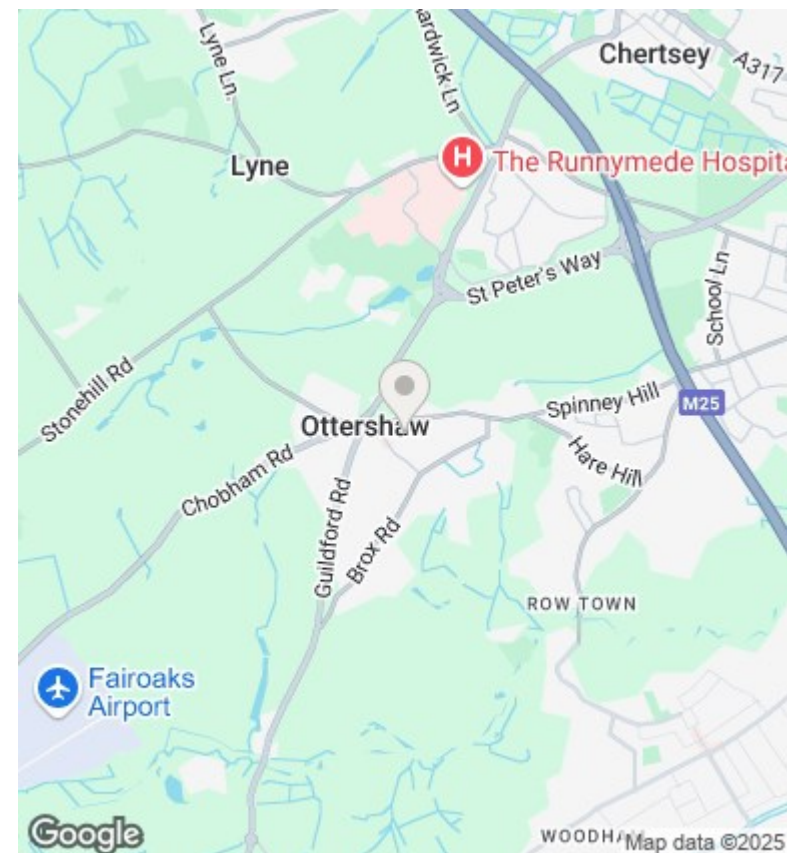 Lyne Ln.
ardwick Ln
Chertsey
A317
Lyne
H
The Runnymede Hospita
St Peter's Way
School Ln
Stonehill Rd
Ottershaw
Spinney Hill
M25
Chobham Rd
Hare Hill
Guildford Rd
Brox Rd
ROW TOWN
Fairoaks
Airport
Google
WOODHAM
Map data ©2025